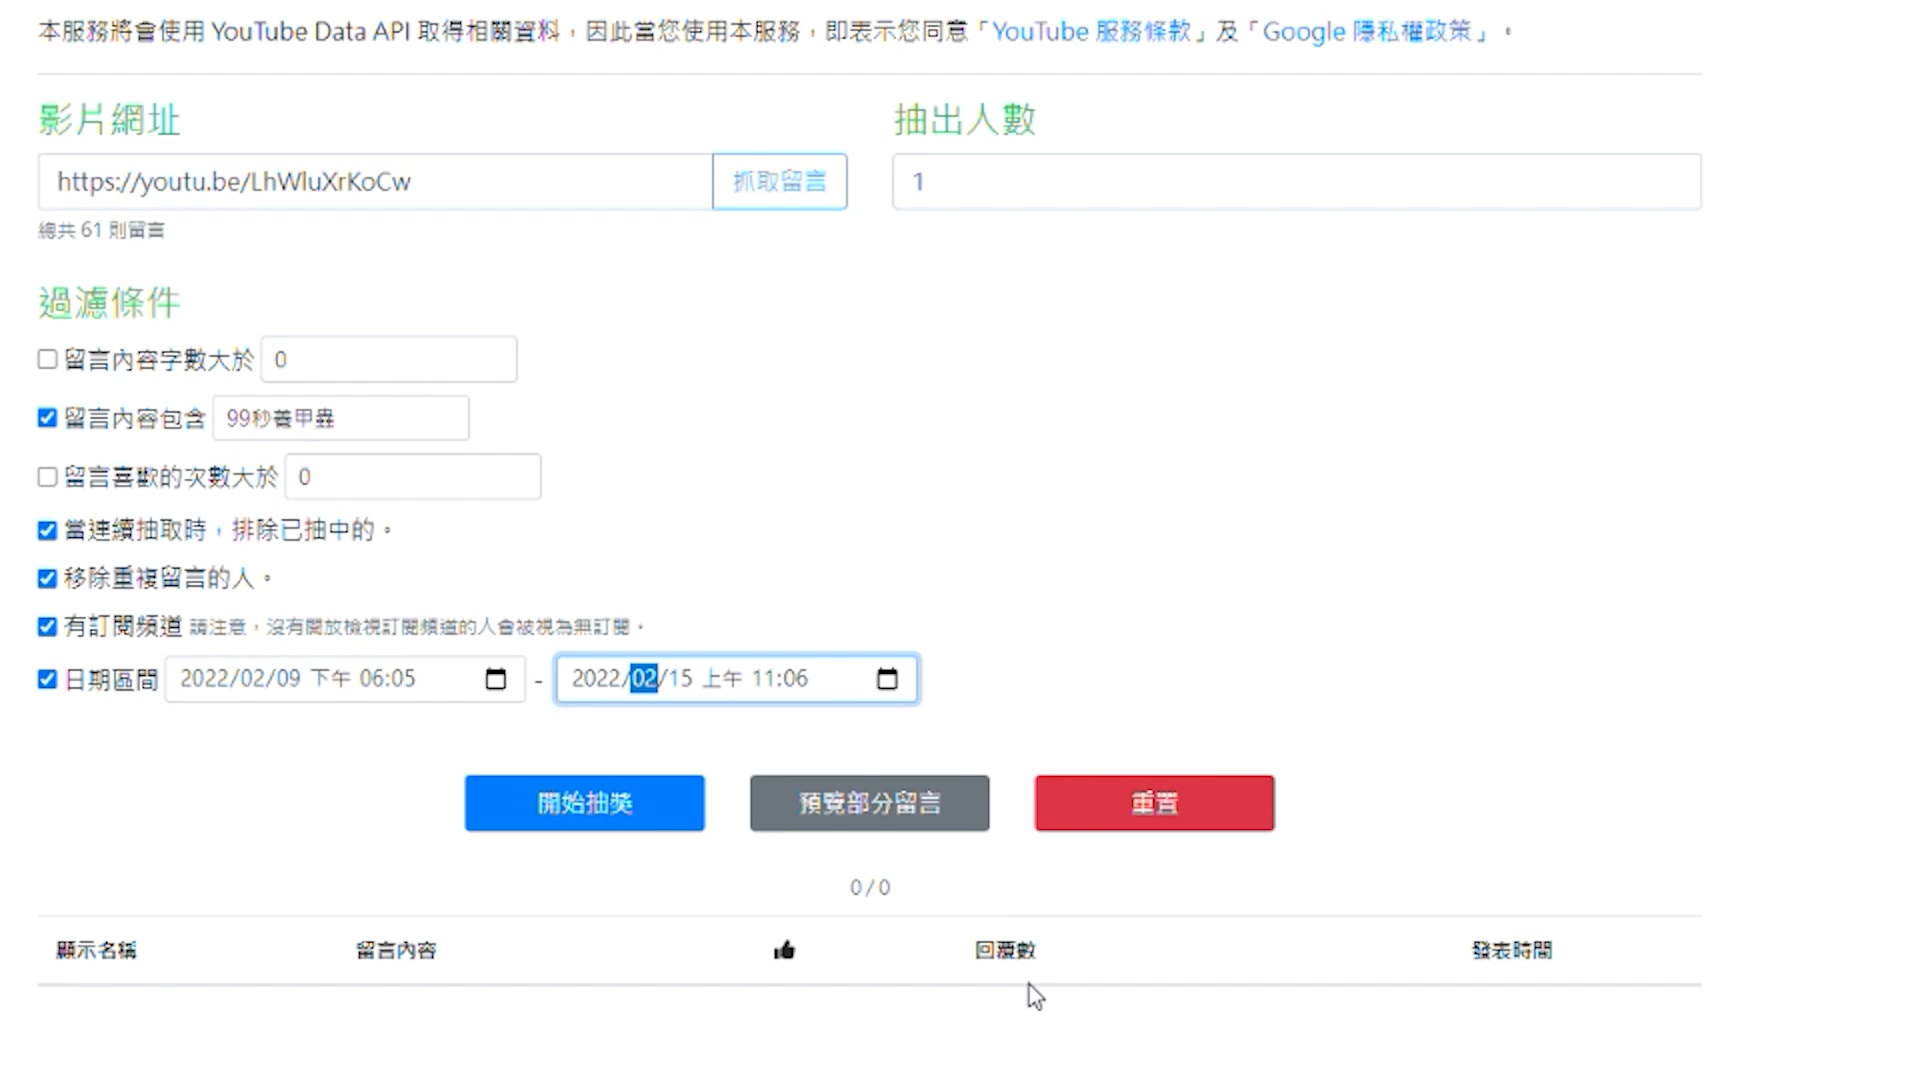 本服務將會使用 YouTube Data API 取得相關資料，因此當您使用本服務，即表示您同意「YouTube 服務條款」及「Google 隱私權政策」。
影片網址
抽出人數
https://youtu.be/LhWluXrKoCw
抓取留言
1
總共 61 則留言
過濾條件
留言內容字數大於 0
留言內容包含 99秒養甲蟲
留言喜歡的次數大於 0
當連續抽取時，排除已抽中的。
移除重複留言的人。
有訂閱頻道 請注意，沒有開放檢視訂閱頻道的人會被視為無訂閱。
日期區間 2022/02/09 下午 06:05 - 2022/02/15 上午 11:06
開始抽獎 預覽部分留言 重置
0 / 0
顯示名稱 留言內容 回覆數 發表時間